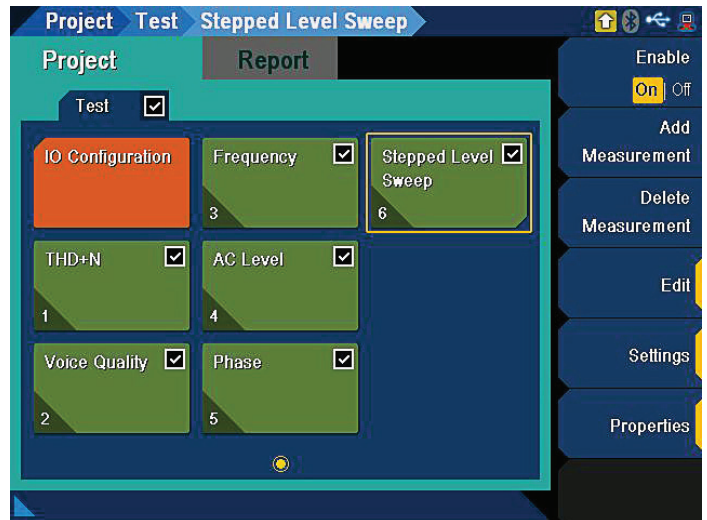 Project Test Stepped Level Sweep
Project
Report
Test
IO Configuration
Frequency
3
Stepped Level
Sweep
6
THD+N
1
AC Level
4
Voice Quality
2
Phase
5
Enable
On | Off
Add
Measurement
Delete
Measurement
Edit
Settings
Properties